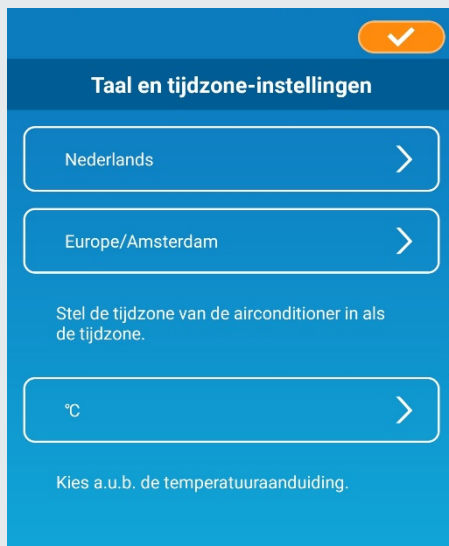 Taal en tijdzone-instellingen
Nederlands
Europe/Amsterdam
Stel de tijdzone van de airconditioner in als
de tijdzone.
°C
Kies a.u.b. de temperatuuraanduiding.